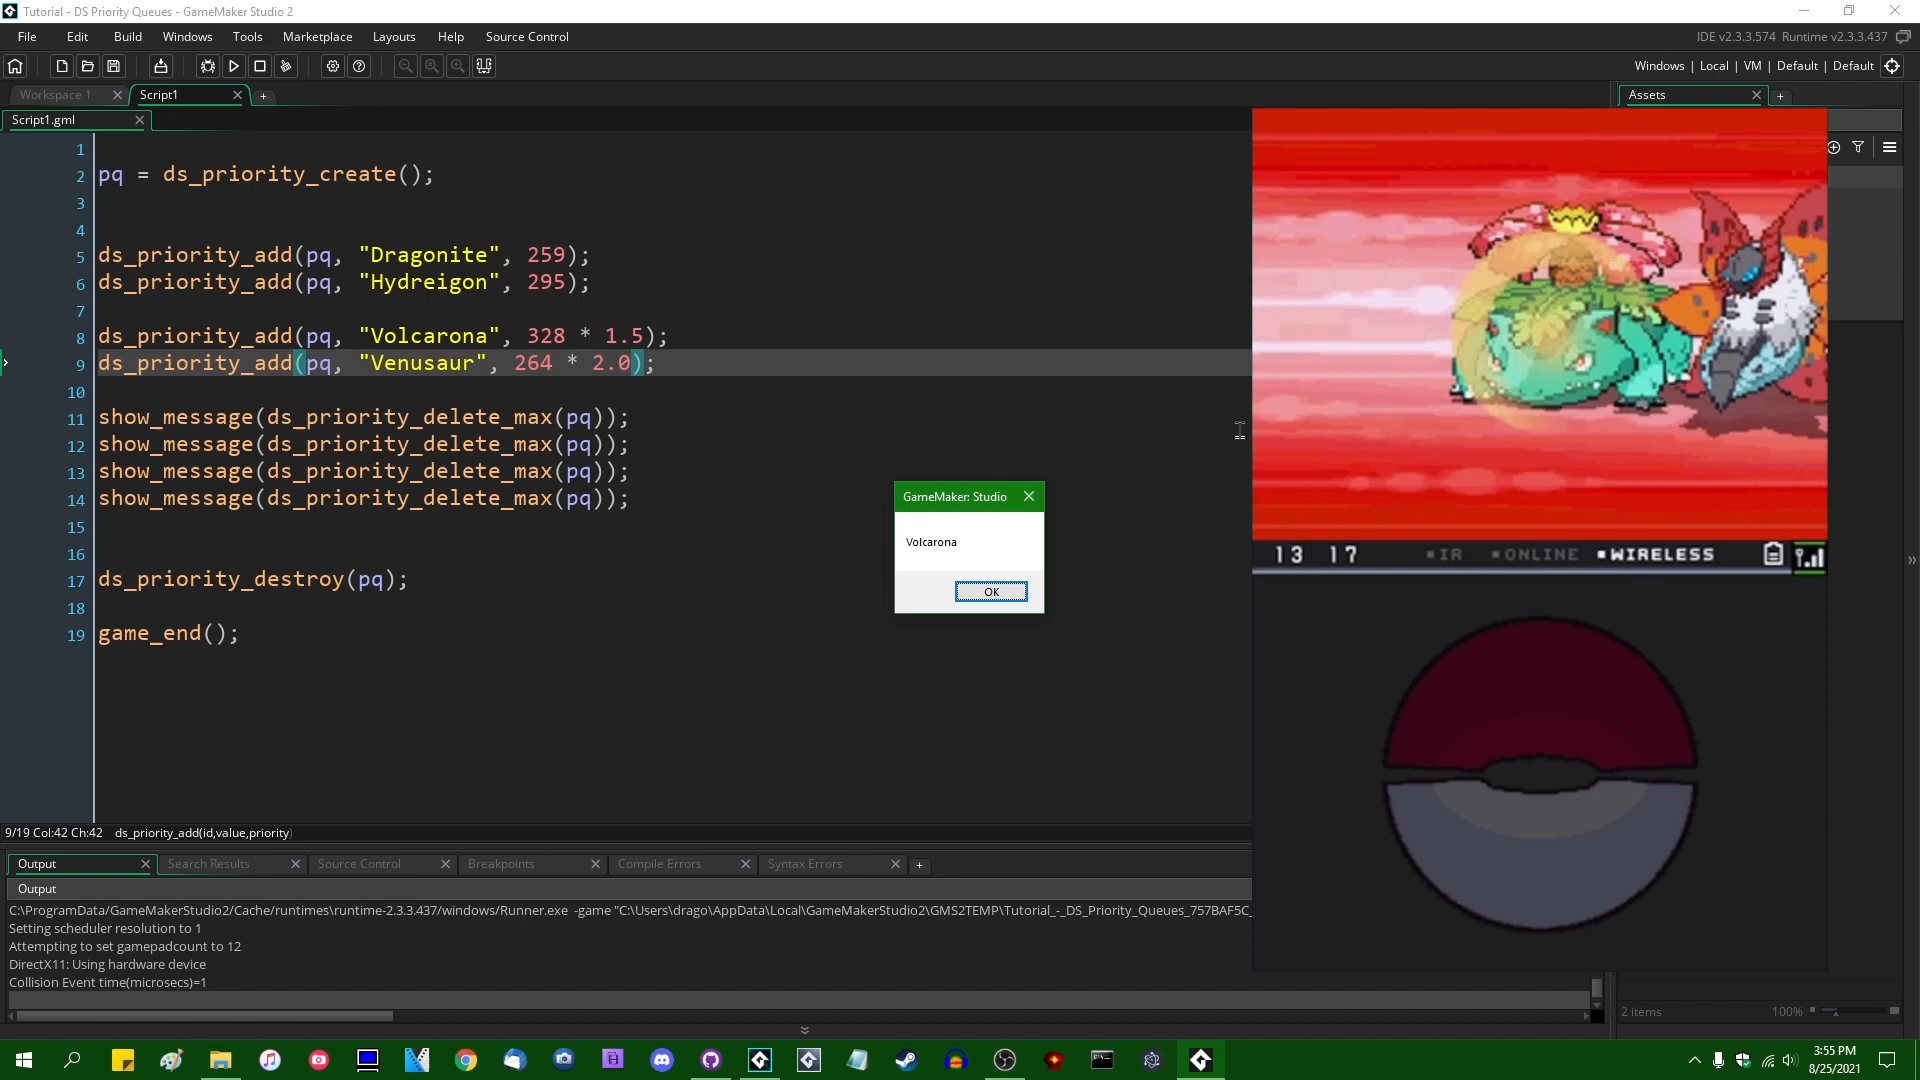 Tutorial - DS Priority Queues - GameMaker Studio 2
File Edit Build Windows Tools Marketplace Layouts Help Source Control
IDE v2.3.3.574 Runtime v2.3.3.437
Windows | Local | VM | Default | Default
Workspace 1 Script1 +
Assets +
Script1.gml
1
2 pq = ds_priority_create();
3
4
5 ds_priority_add(pq, "Dragonite", 259);
6 ds_priority_add(pq, "Hydreigon", 295);
7
8 ds_priority_add(pq, "Volcarona", 328 * 1.5);
9 ds_priority_add(pq, "Venusaur", 264 * 2.0);
10
11 show_message(ds_priority_delete_max(pq));
12 show_message(ds_priority_delete_max(pq));
13 show_message(ds_priority_delete_max(pq));
14 show_message(ds_priority_delete_max(pq));
15
16
17 ds_priority_destroy(pq);
18
19 game_end();
GameMaker: Studio
Volcarona
OK
13 17 IR ONLINE WIRELESS
9/19 Col:42 Ch:42 ds_priority_add(id,value,priority)
Output Search Results Source Control Breakpoints Compile Errors Syntax Errors +
Output
C:\ProgramData/GameMakerStudio2/Cache/runtimes\runtime-2.3.3.437/windows/Runner.exe -game "C:\Users\drago\AppData\Local\GameMakerStudio2\GMS2TEMP\Tutorial_-_DS_Priority_Queues_757BAF5C_
Setting scheduler resolution to 1
Attempting to set gamepadcount to 12
DirectX11: Using hardware device
Collision Event time(microsecs)=1
2 items 100%
3:55 PM
8/25/2021